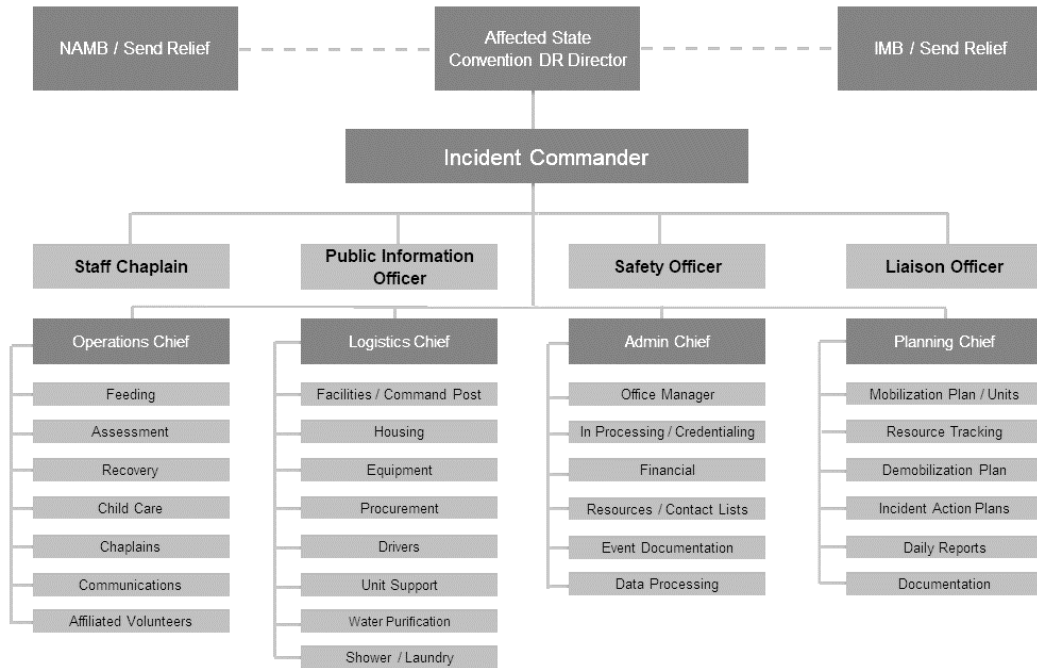 NAMB / Send Relief
Affected State
Convention DR Director
IMB / Send Relief
Incident Commander
Staff Chaplain
Public Information
Officer
Safety Officer
Liaison Officer
Operations Chief
Feeding
Assessment
Recovery
Child Care
Chaplains
Communications
Affiliated Volunteers
Logistics Chief
Facilities / Command Post
Housing
Equipment
Procurement
Drivers
Unit Support
Water Purification
Shower / Laundry
Admin Chief
Office Manager
In Processing / Credentialing
Financial
Resources / Contact Lists
Event Documentation
Data Processing
Planning Chief
Mobilization Plan / Units
Resource Tracking
Demobilization Plan
Incident Action Plans
Daily Reports
Documentation